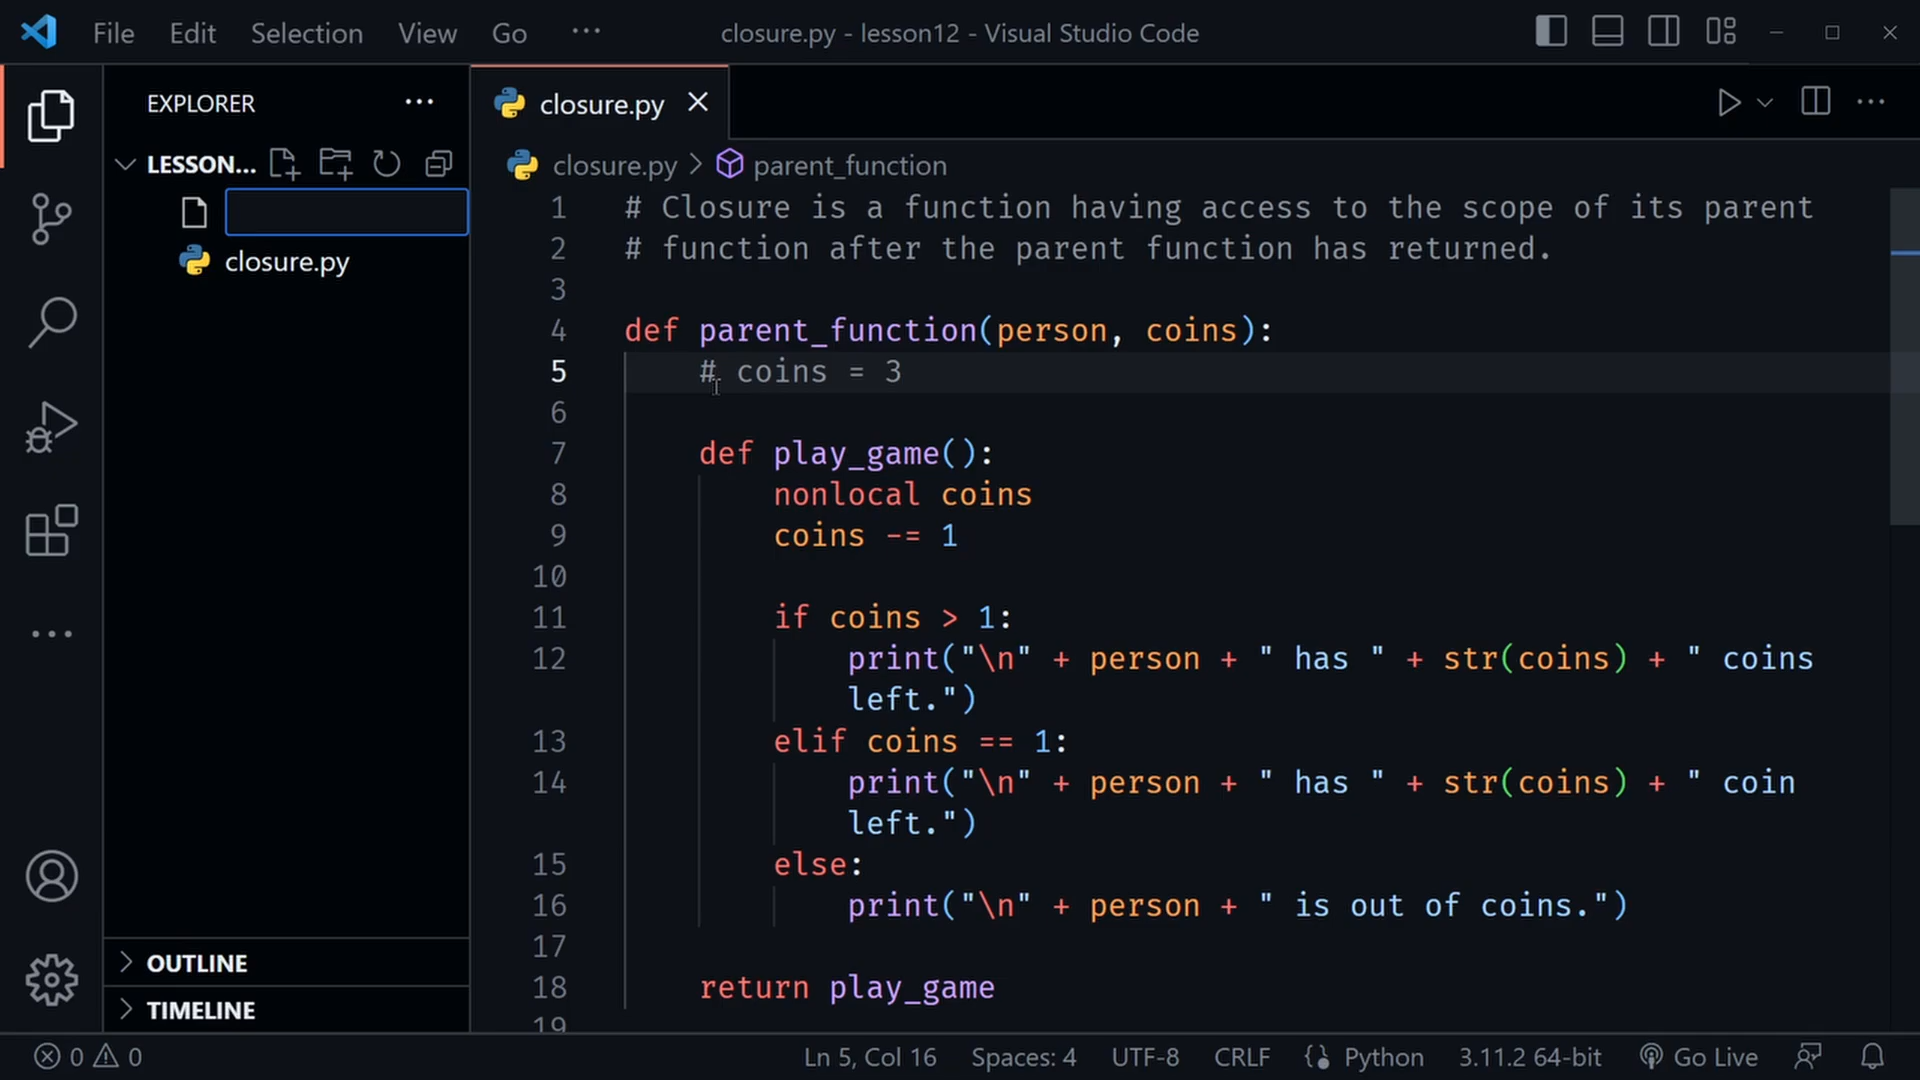 File Edit Selection View Go ··· closure.py - lesson12 - Visual Studio Code
EXPLORER ···
closure.py
LESSON...
closure.py > parent_function
closure.py
1 # Closure is a function having access to the scope of its parent
2 # function after the parent function has returned.
3
4 def parent_function(person, coins):
5 # coins = 3
6
7 def play_game():
8 nonlocal coins
9 coins -= 1
10
11 if coins > 1:
12 print("\n" + person + " has " + str(coins) + " coins
left.")
13 elif coins == 1:
14 print("\n" + person + " has " + str(coins) + " coin
left.")
15 else:
16 print("\n" + person + " is out of coins.")
17
18 return play_game
19
OUTLINE
TIMELINE
0 0 Ln 5, Col 16 Spaces: 4 UTF-8 CRLF Python 3.11.2 64-bit Go Live